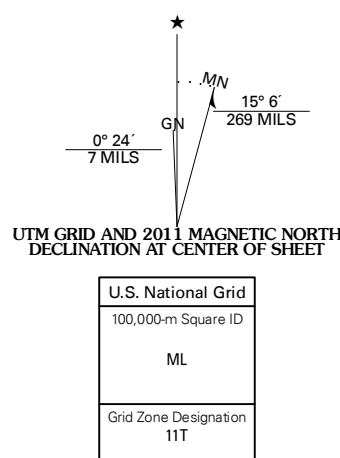 ★
MN
GN
15° 6´
269 MILS
0° 24´
7 MILS
UTM GRID AND 2011 MAGNETIC NORTH
DECLINATION AT CENTER OF SHEET
U.S. National Grid
100,000-m Square ID
ML
Grid Zone Designation
11T